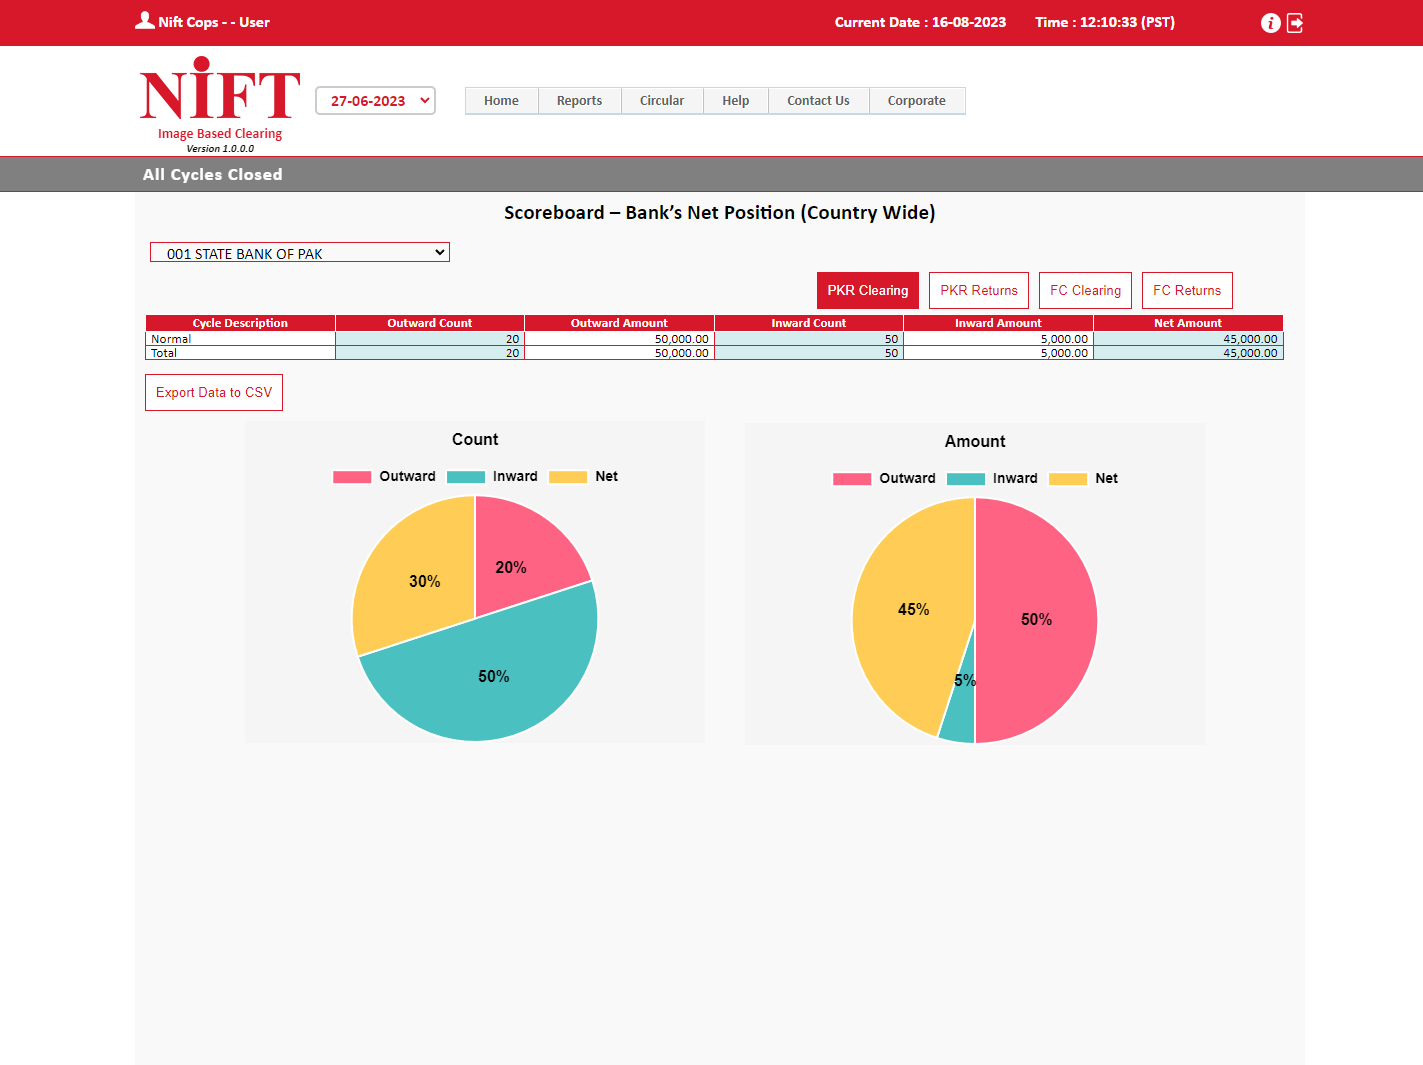 Nift Cops - - User Current Date : 16-08-2023 Time : 12:10:33 (PST)
NiFT
Image Based Clearing
Version 1.0.0.0
27-06-2023
Home Reports Circular Help Contact Us Corporate
All Cycles Closed
Scoreboard – Bank’s Net Position (Country Wide)
001 STATE BANK OF PAK
PKR Clearing PKR Returns FC Clearing FC Returns
Cycle Description Outward Count Outward Amount Inward Count Inward Amount Net Amount
Normal 20 50,000.00 50 5,000.00 45,000.00
Total 20 50,000.00 50 5,000.00 45,000.00
Export Data to CSV
Count
Outward Inward Net
20%
30%
50%
Amount
Outward Inward Net
45%
50%
5%